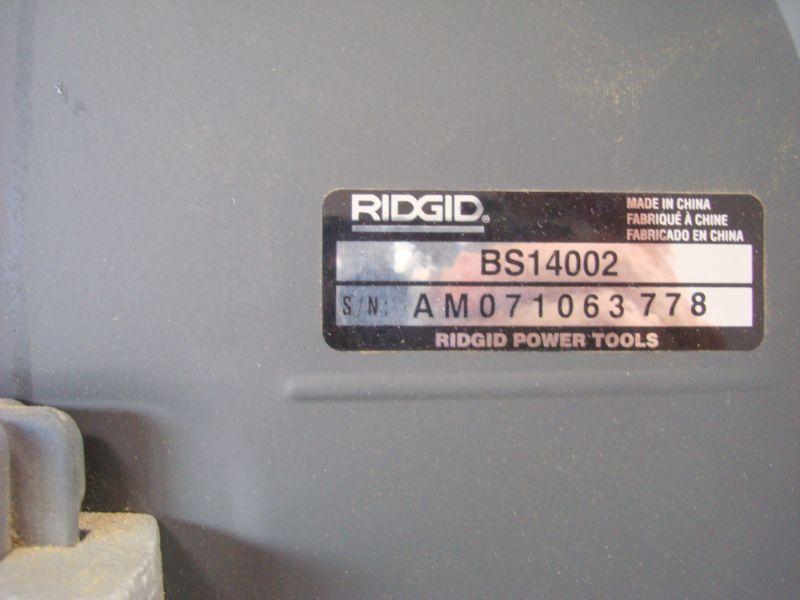 RIDGID®
MADE IN CHINA
FABRIQUÉ À CHINE
FABRICADO EN CHINA
BS14002
S/N: AM071063778
RIDGID POWER TOOLS